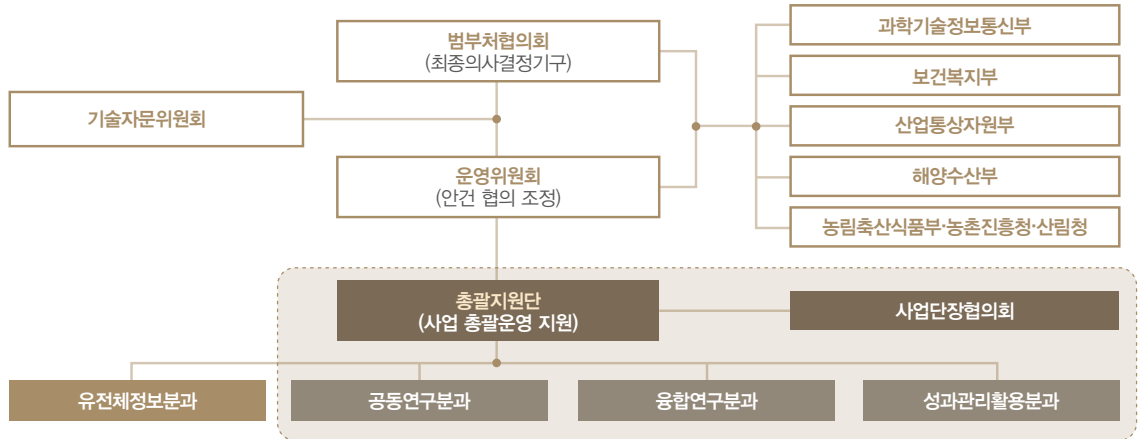 범부처협의회
(최종의사결정기구)
기술자문위원회
운영위원회
(안건 협의 조정)
과학기술정보통신부
보건복지부
산업통상자원부
해양수산부
농림축산식품부·농촌진흥청·산림청
총괄지원단
(사업 총괄운영 지원)
사업단장협의회
유전체정보분과
공동연구분과
융합연구분과
성과관리활용분과